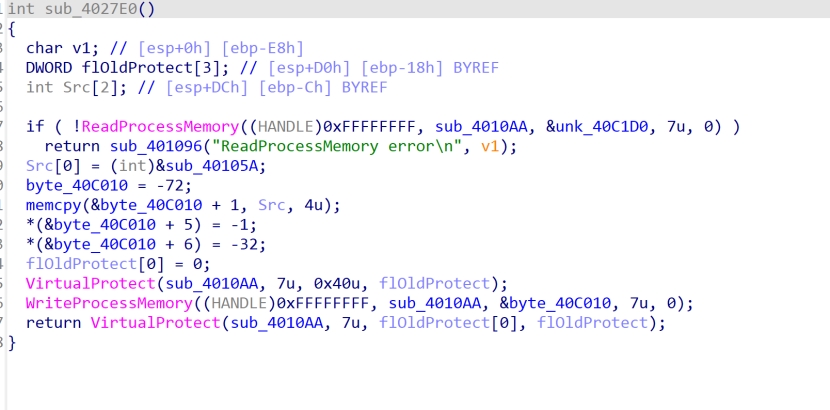 int sub_4027E0()
{
char v1; // [esp+0h] [ebp-E8h]
DWORD flOldProtect[3]; // [esp+D0h] [ebp-18h] BYREF
int Src[2]; // [esp+DCh] [ebp-Ch] BYREF
if ( !ReadProcessMemory((HANDLE)0xFFFFFFFF, sub_4010AA, &unk_40C1D0, 7u, 0) )
return sub_401096("ReadProcessMemory error\n", v1);
Src[0] = (int)&sub_40105A;
byte_40C010 = -72;
memcpy(&byte_40C010 + 1, Src, 4u);
*(&byte_40C010 + 5) = -1;
*(&byte_40C010 + 6) = -32;
flOldProtect[0] = 0;
VirtualProtect(sub_4010AA, 7u, 0x40u, flOldProtect);
WriteProcessMemory((HANDLE)0xFFFFFFFF, sub_4010AA, &byte_40C010, 7u, 0);
return VirtualProtect(sub_4010AA, 7u, flOldProtect[0], flOldProtect);
}